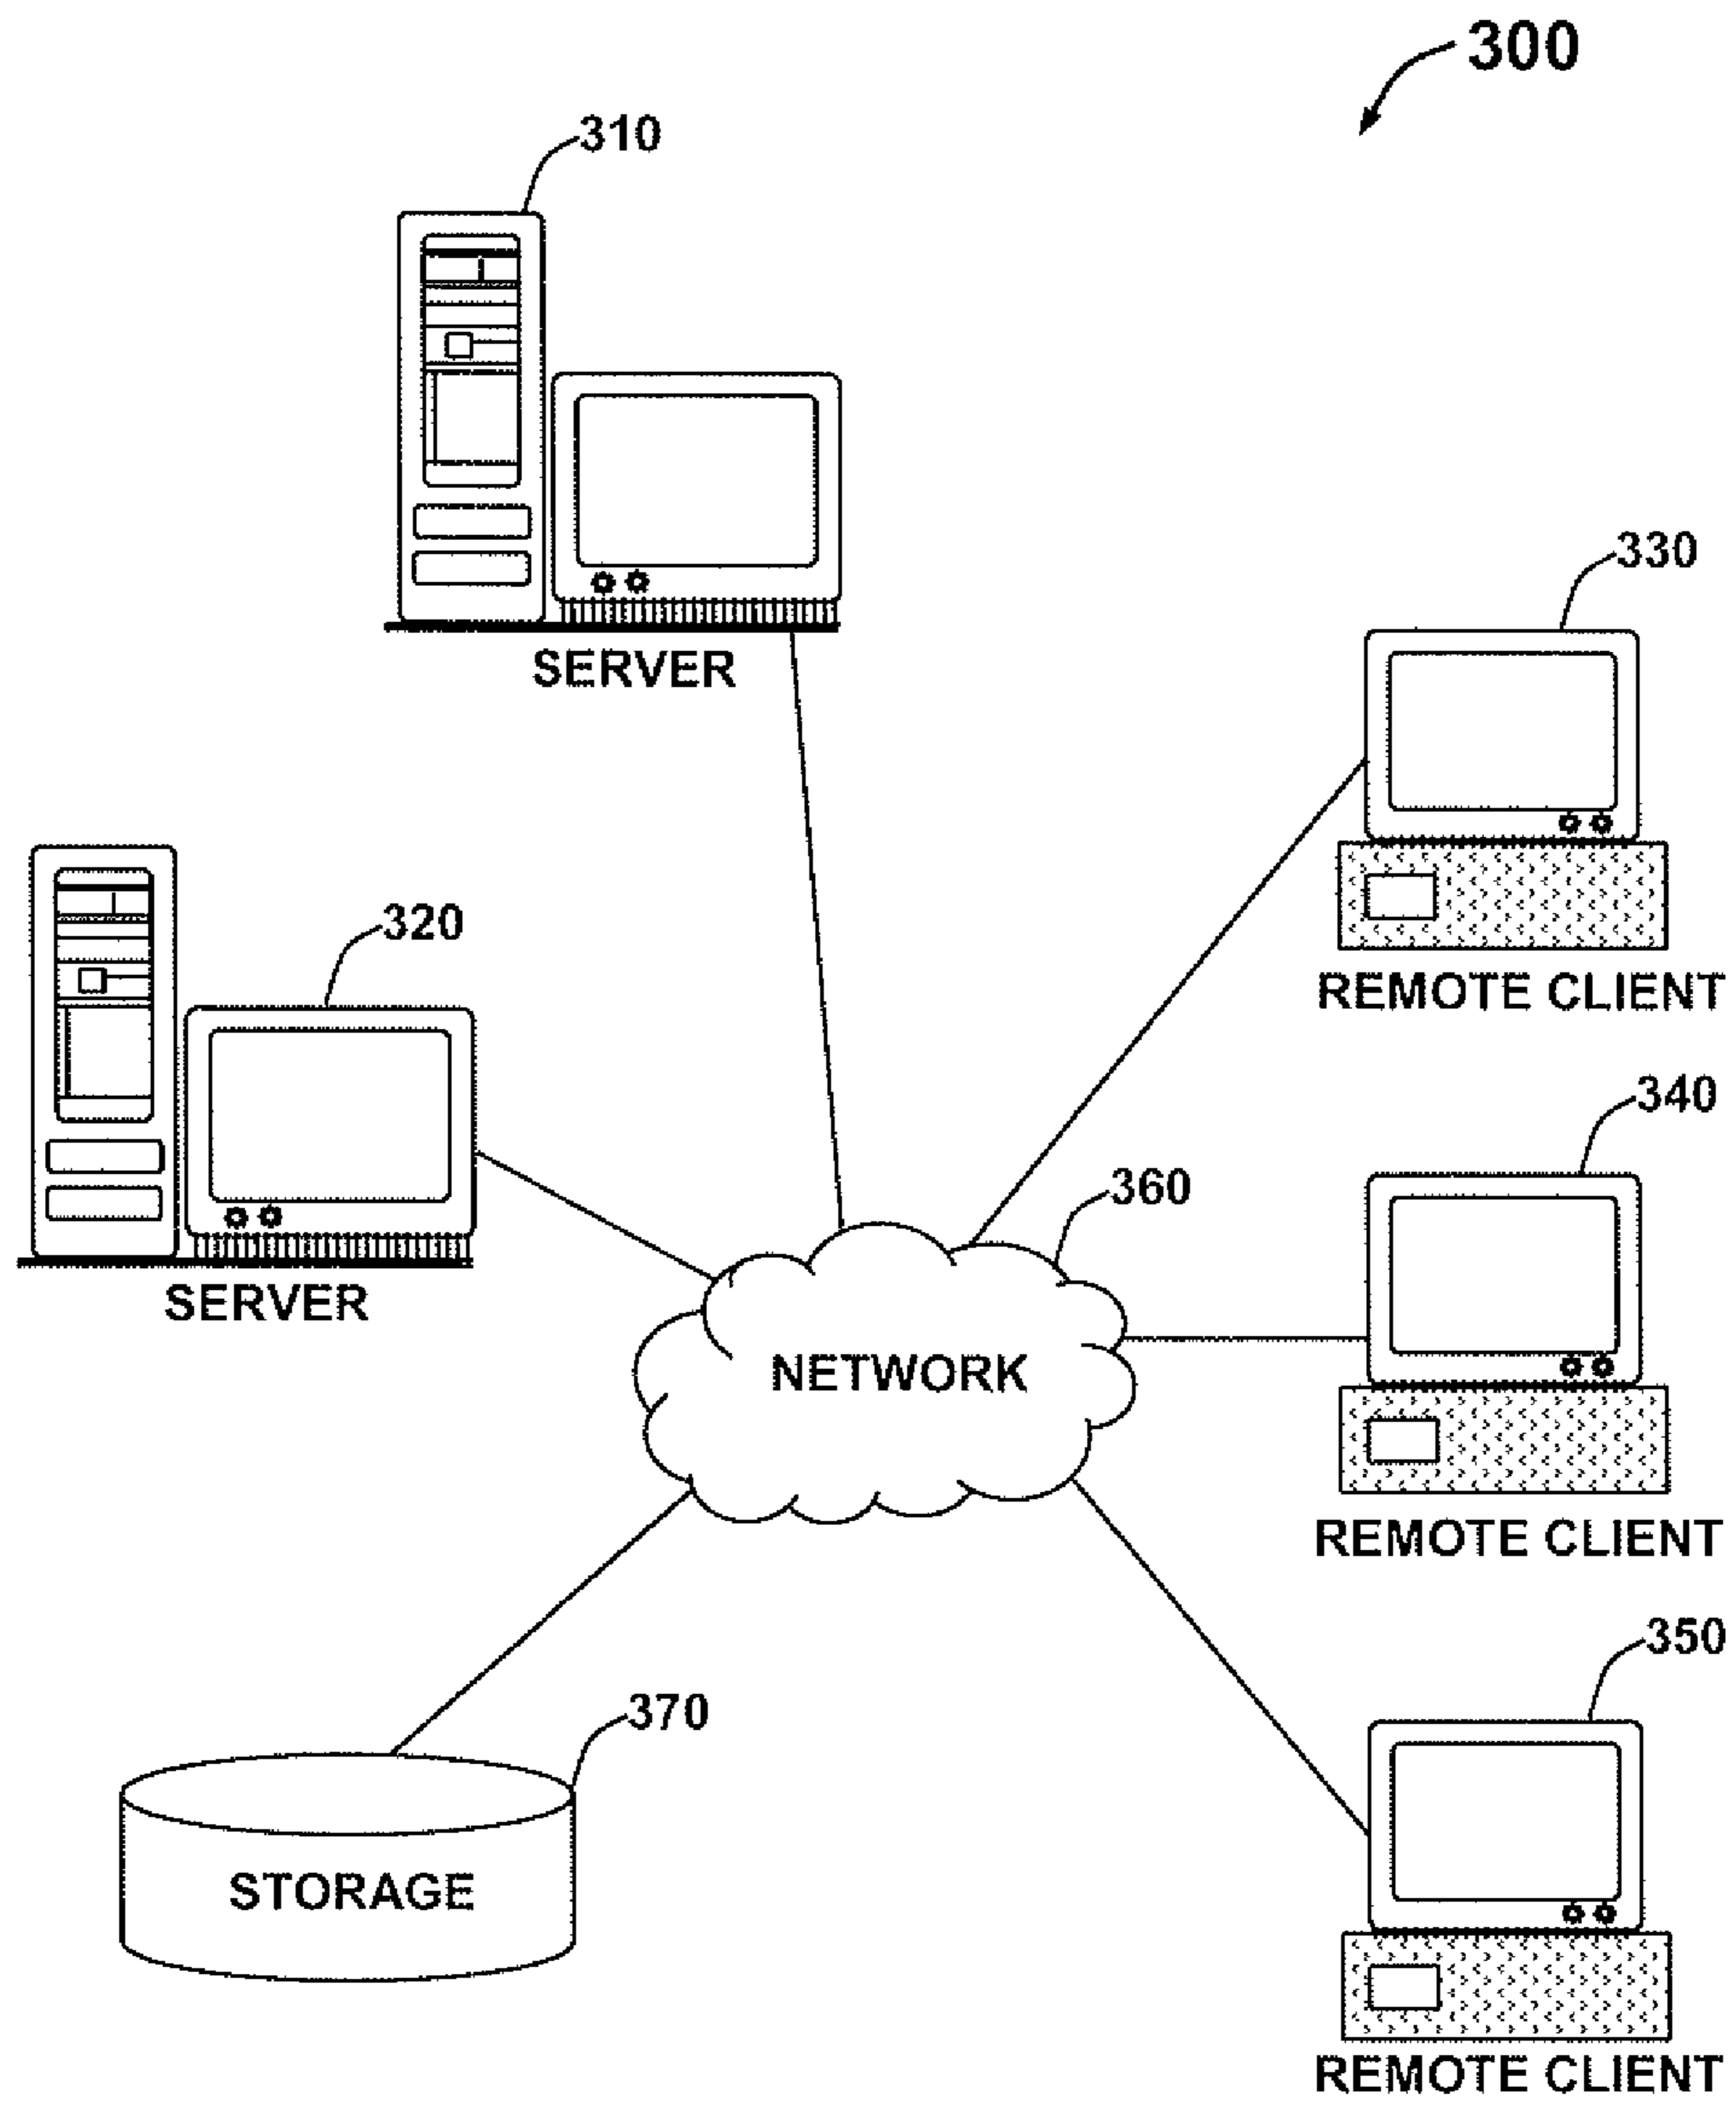 300
310
SERVER
330
REMOTE CLIENT
320
SERVER
340
REMOTE CLIENT
360
NETWORK
350
REMOTE CLIENT
370
STORAGE